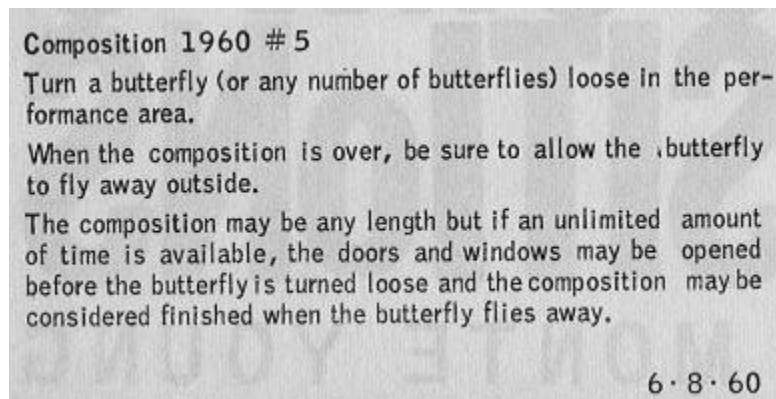 Composition 1960 # 5
Turn a butterfly (or any number of butterflies) loose in the per-
formance area.
When the composition is over, be sure to allow the butterfly
to fly away outside.
The composition may be any length but if an unlimited amount
of time is available, the doors and windows may be opened
before the butterfly is turned loose and the composition may be
considered finished when the butterfly flies away.
6 · 8 · 60